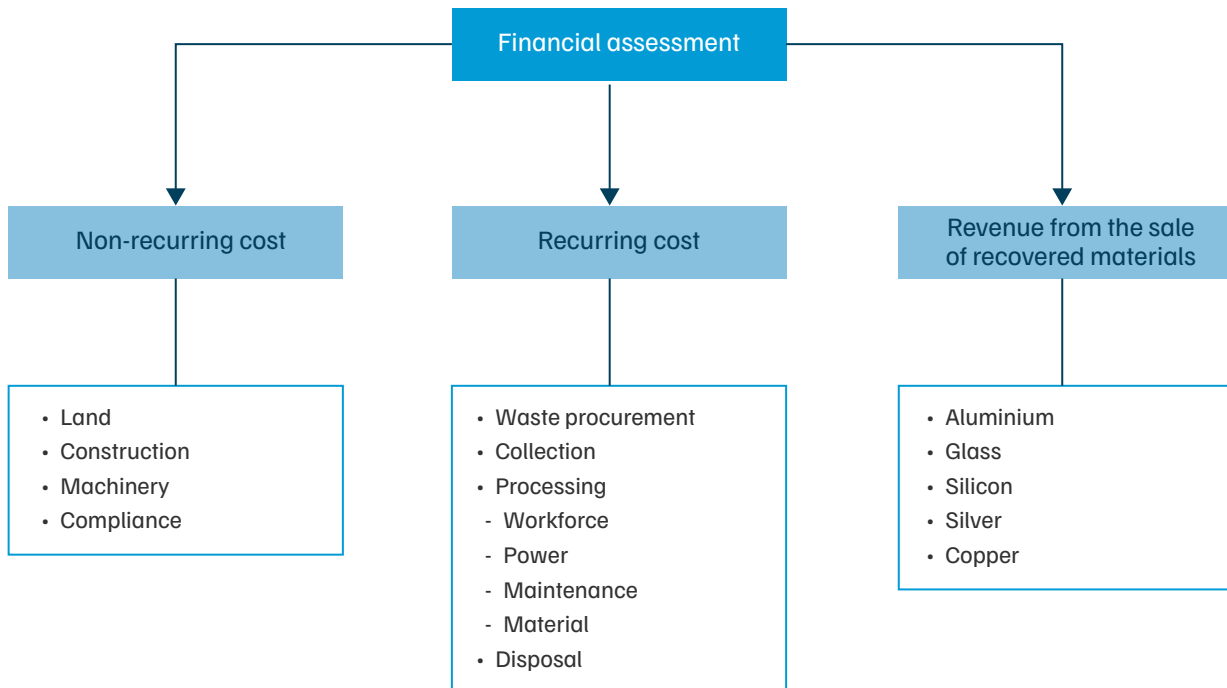 Financial assessment
Non-recurring cost
Recurring cost
Revenue from the sale
of recovered materials
• Land
• Construction
• Machinery
• Compliance
• Waste procurement
• Collection
• Processing
- Workforce
- Power
- Maintenance
- Material
• Disposal
• Aluminium
• Glass
• Silicon
• Silver
• Copper